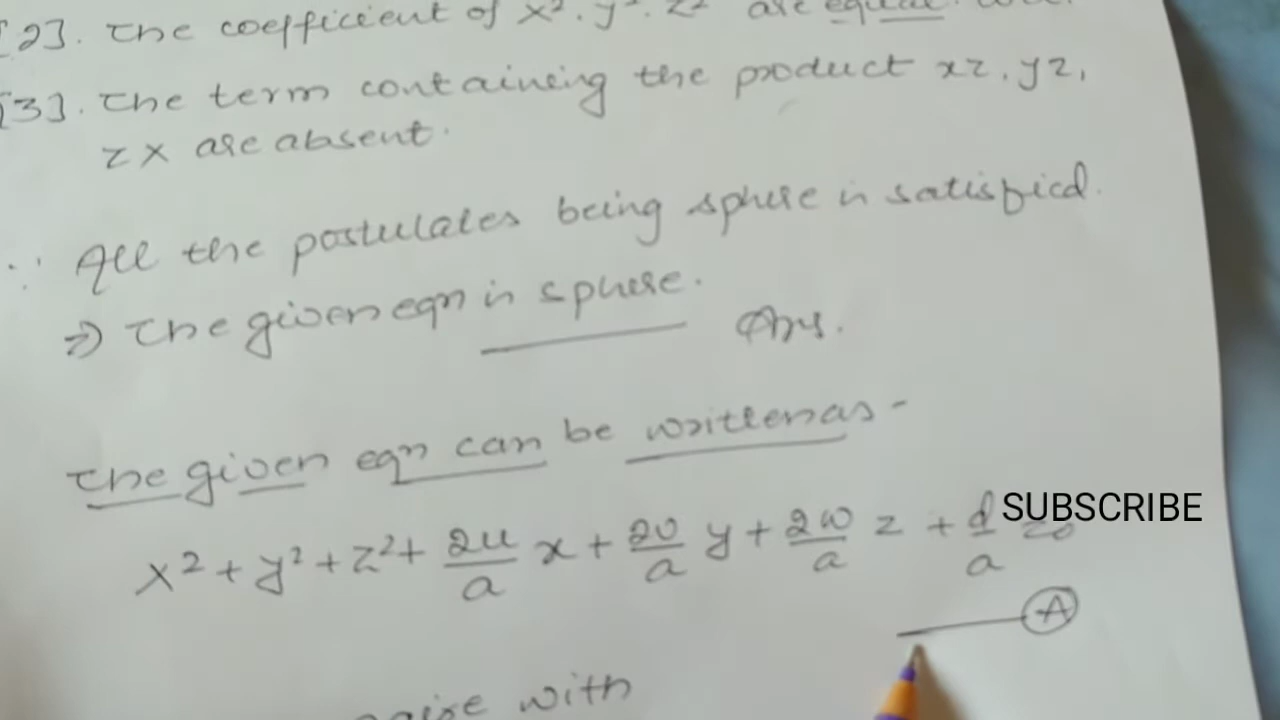 [2]. The coefficient of x². y². z² are equal
[3]. The term containing the product xz, yz,
zx are absent.
∴ All the postulates being sphere is satisfied.
⇒ The given eqn is sphere. Ans.
The given eqn can be written as -
x² + y² + z² + 2u/a x + 2v/a y + 2w/a z + d/a = 0
SUBSCRIBE
A
with